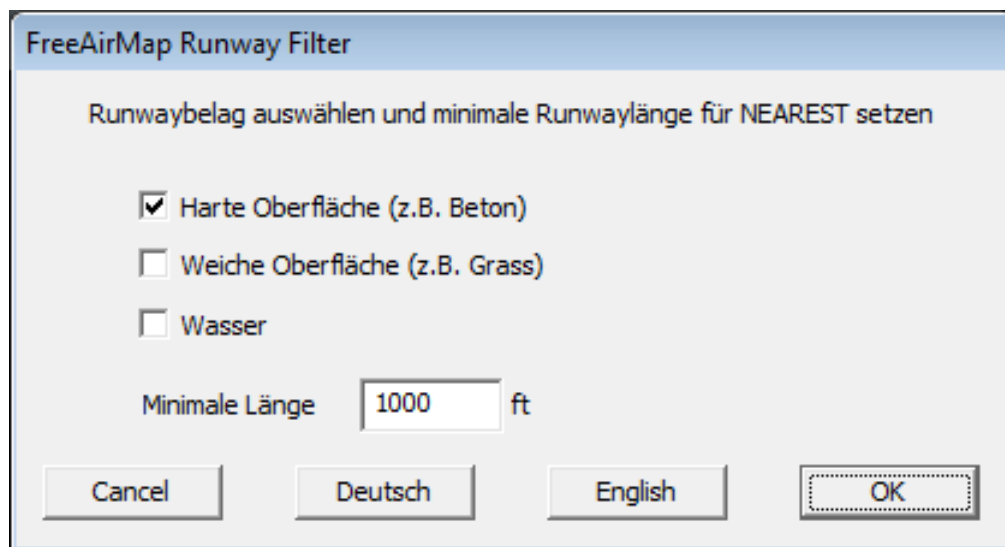 FreeAirMap Runway Filter
Runwaybelag auswählen und minimale Runwaylänge für NEAREST setzen
Harte Oberfläche (z.B. Beton)
Weiche Oberfläche (z.B. Grass)
Wasser
Minimale Länge 1000 ft
Cancel Deutsch English OK